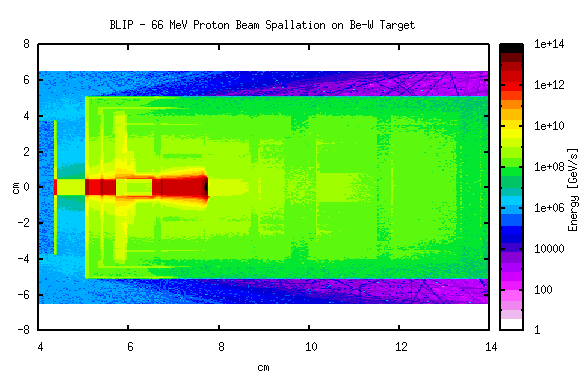 BLIP - 66 MeV Proton Beam Spallation on Be-W Target
8
6
4
2
0
-2
-4
-6
-8
cm
4
6
8
10
12
14
cm
1e+14
1e+12
1e+10
1e+08
1e+06
10000
100
1
Energy [GeV/s]